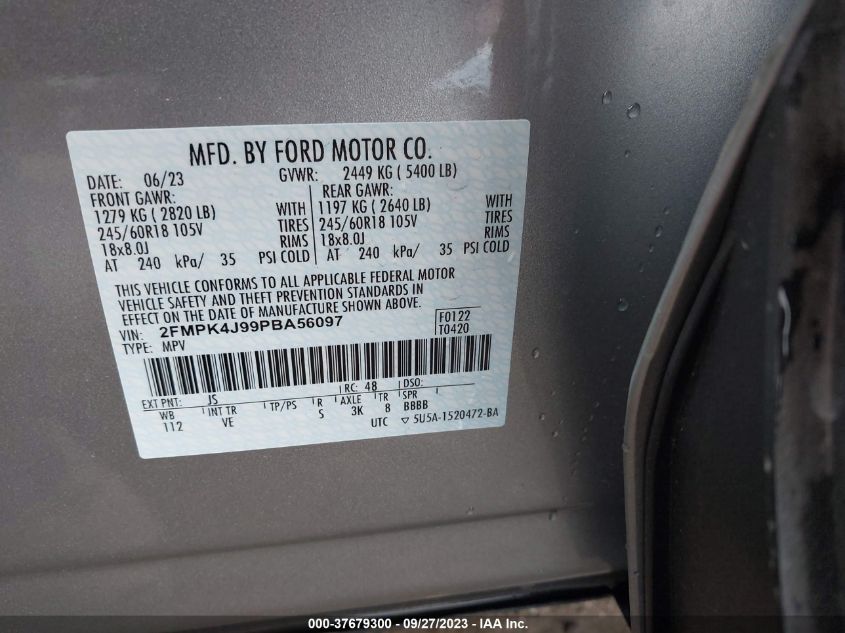 MFD. BY FORD MOTOR CO.
DATE: 06/23 GVWR: 2449 KG ( 5400 LB)
FRONT GAWR: REAR GAWR:
1279 KG ( 2820 LB) WITH 1197 KG ( 2640 LB) WITH
245/60R18 105V TIRES 245/60R18 105V TIRES
18x8.0J RIMS 18x8.0J RIMS
AT 240 kPa/ 35 PSI COLD AT 240 kPa/ 35 PSI COLD
THIS VEHICLE CONFORMS TO ALL APPLICABLE FEDERAL MOTOR
VEHICLE SAFETY AND THEFT PREVENTION STANDARDS IN
EFFECT ON THE DATE OF MANUFACTURE SHOWN ABOVE.
VIN: 2FMPK4J99PBA56097 F0122
TYPE: MPV T0420
EXT PNT: JS RC: 48 DSO:
WB INT TR TP/PS R AXLE TR SPR
112 VE S 3K 8 BBBB
UTC ▽ 5U5A-1520472-BA
000-37679300 - 09/27/2023 - IAA Inc.